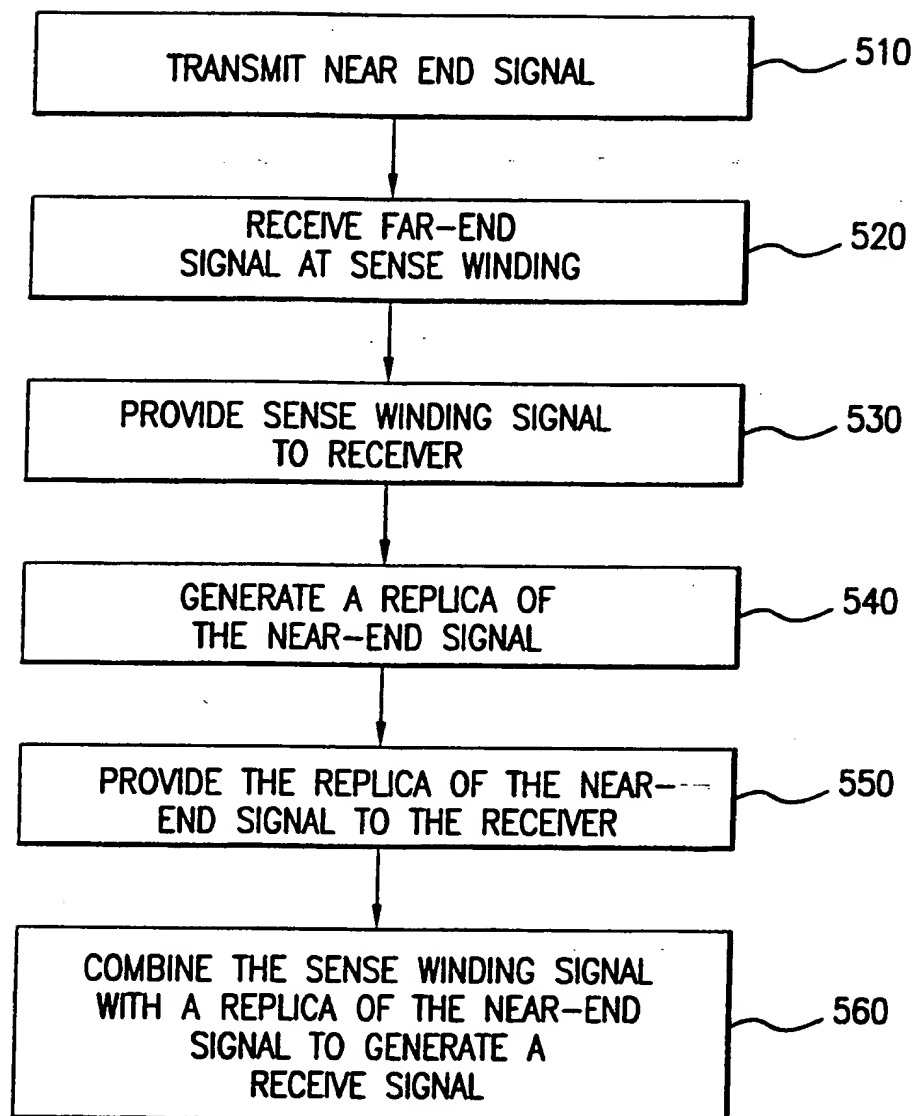 TRANSMIT NEAR END SIGNAL
510
RECEIVE FAR-END
SIGNAL AT SENSE WINDING
520
PROVIDE SENSE WINDING SIGNAL
TO RECEIVER
530
GENERATE A REPLICA OF
THE NEAR-END SIGNAL
540
PROVIDE THE REPLICA OF THE NEAR-
END SIGNAL TO THE RECEIVER
550
COMBINE THE SENSE WINDING SIGNAL
WITH A REPLICA OF THE NEAR-END
SIGNAL TO GENERATE A
RECEIVE SIGNAL
560